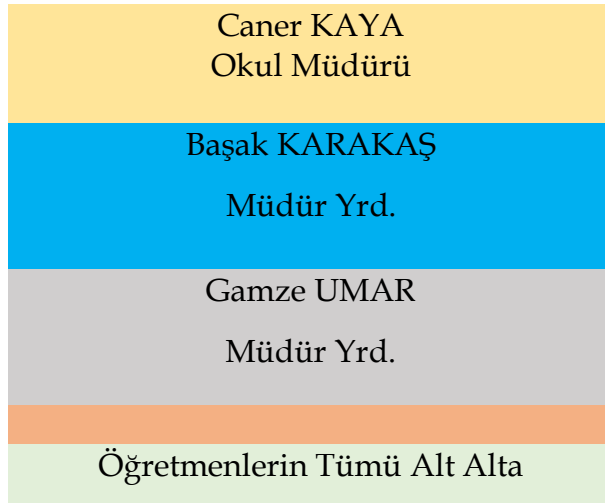 Caner KAYA
Okul Müdürü
Başak KARAKAŞ
Müdür Yrd.
Gamze UMAR
Müdür Yrd.
Öğretmenlerin Tümü Alt Alta